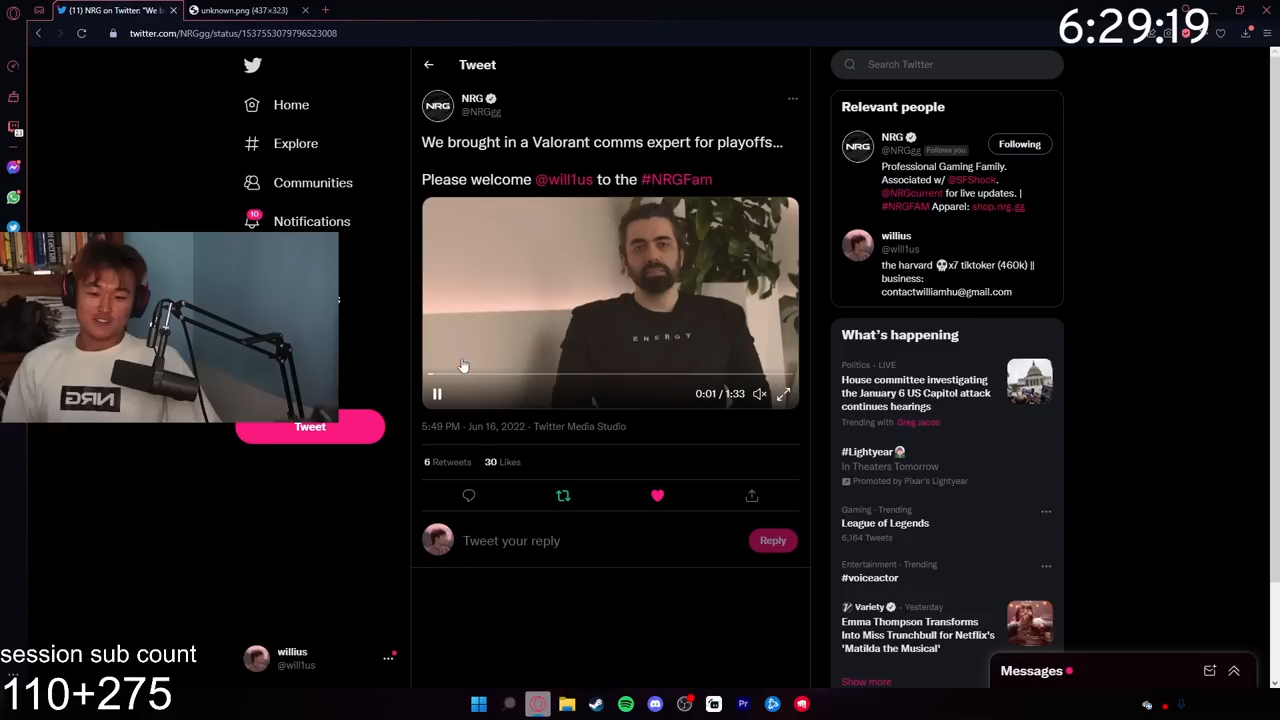 (11) NRG on Twitter: "We b
unknown.png (437×323)
6:29:19
twitter.com/NRGgg/status/1537553079796523008
23
Home
Explore
Communities
10
Notifications
Tweet
willius
@will1us
session sub count
110+275
NRG
Tweet
NRG
NRG
@NRGgg
We brought in a Valorant comms expert for playoffs...
Please welcome @will1us to the #NRGFam
ENERGY
0:01 / 1:33
5:49 PM · Jun 16, 2022 · Twitter Media Studio
6 Retweets 30 Likes
Tweet your reply
Reply
Search Twitter
Relevant people
NRG
NRG
@NRGgg Follows you
Following
Professional Gaming Family.
Associated w/ @SFShock.
@NRGcurrent for live updates. |
#NRGFAM Apparel: shop.nrg.gg
willius
@will1us
the harvard 💀x7 tiktoker (460k) ||
business:
contactwilliamhu@gmail.com
What's happening
Politics · LIVE
House committee investigating
the January 6 US Capitol attack
continues hearings
Trending with Greg Jacob
#Lightyear
In Theaters Tomorrow
Promoted by Pixar's Lightyear
Gaming · Trending
League of Legends
6,164 Tweets
Entertainment · Trending
#voiceactor
Variety · Yesterday
Emma Thompson Transforms
Into Miss Trunchbull for Netflix's
'Matilda the Musical'
Show more
Messages
Pr